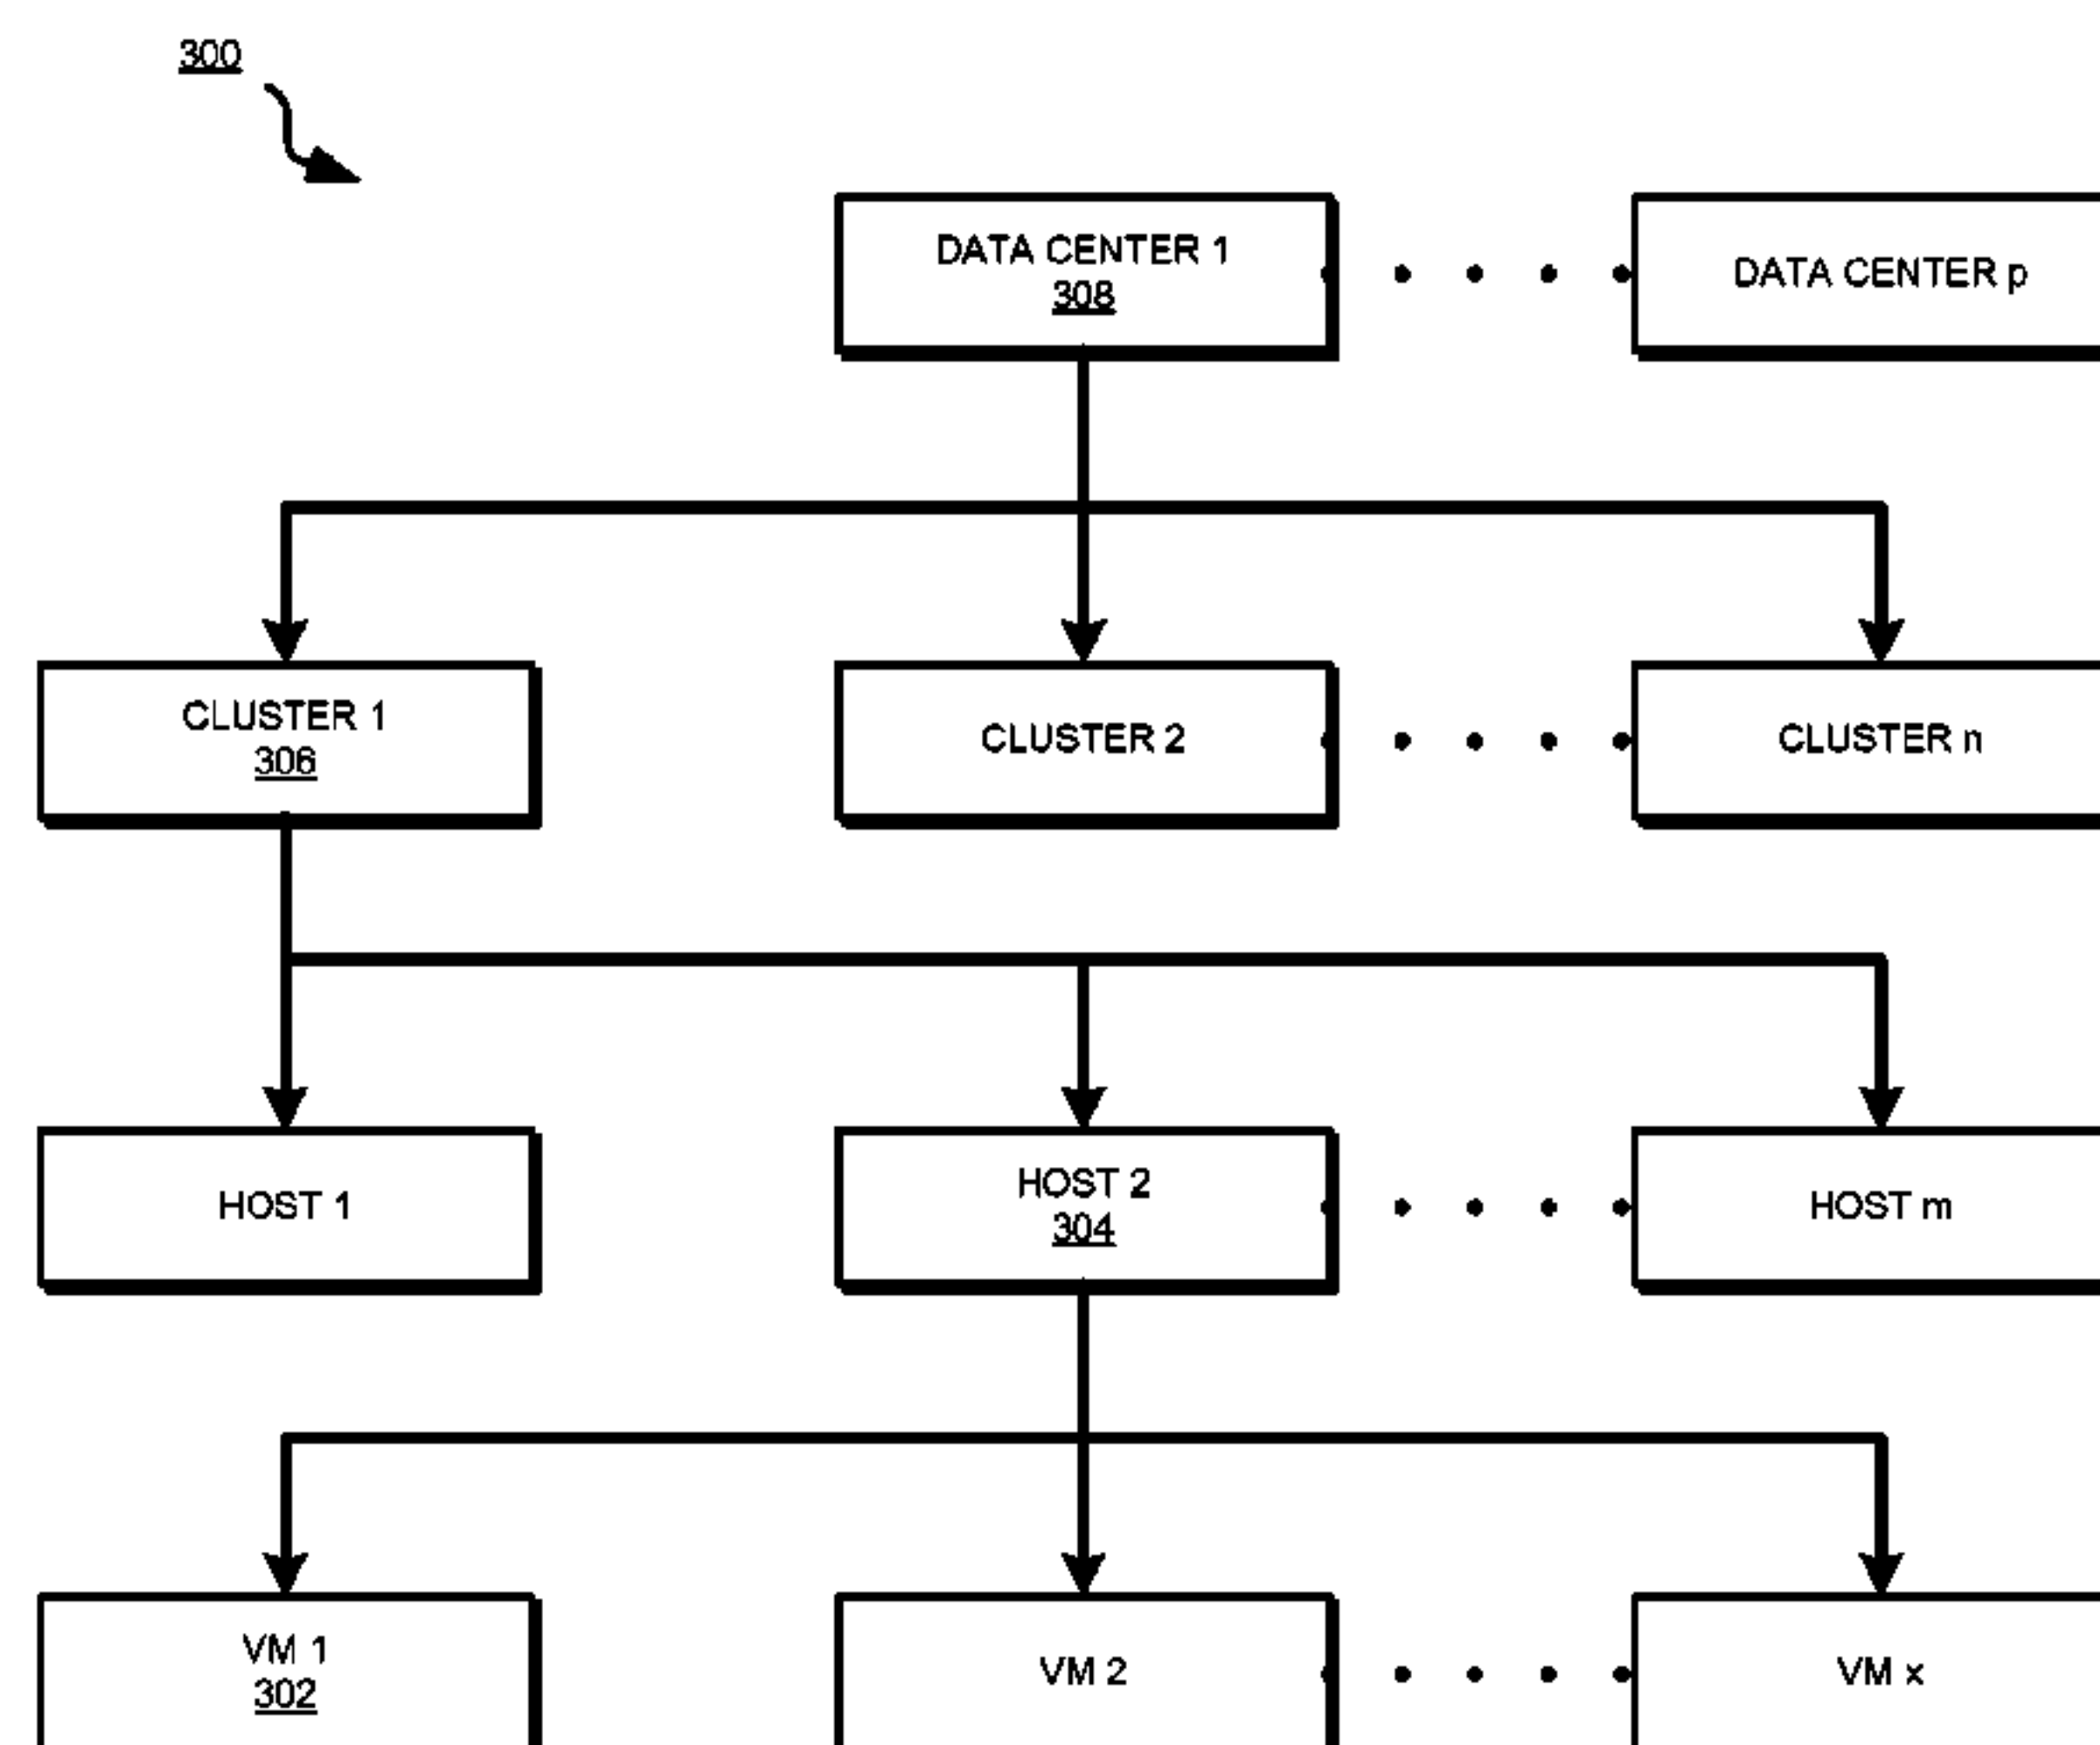 300
DATA CENTER 1
308
DATA CENTER p
CLUSTER 1
306
CLUSTER 2
CLUSTER n
HOST 1
HOST 2
304
HOST m
VM 1
302
VM 2
VM x